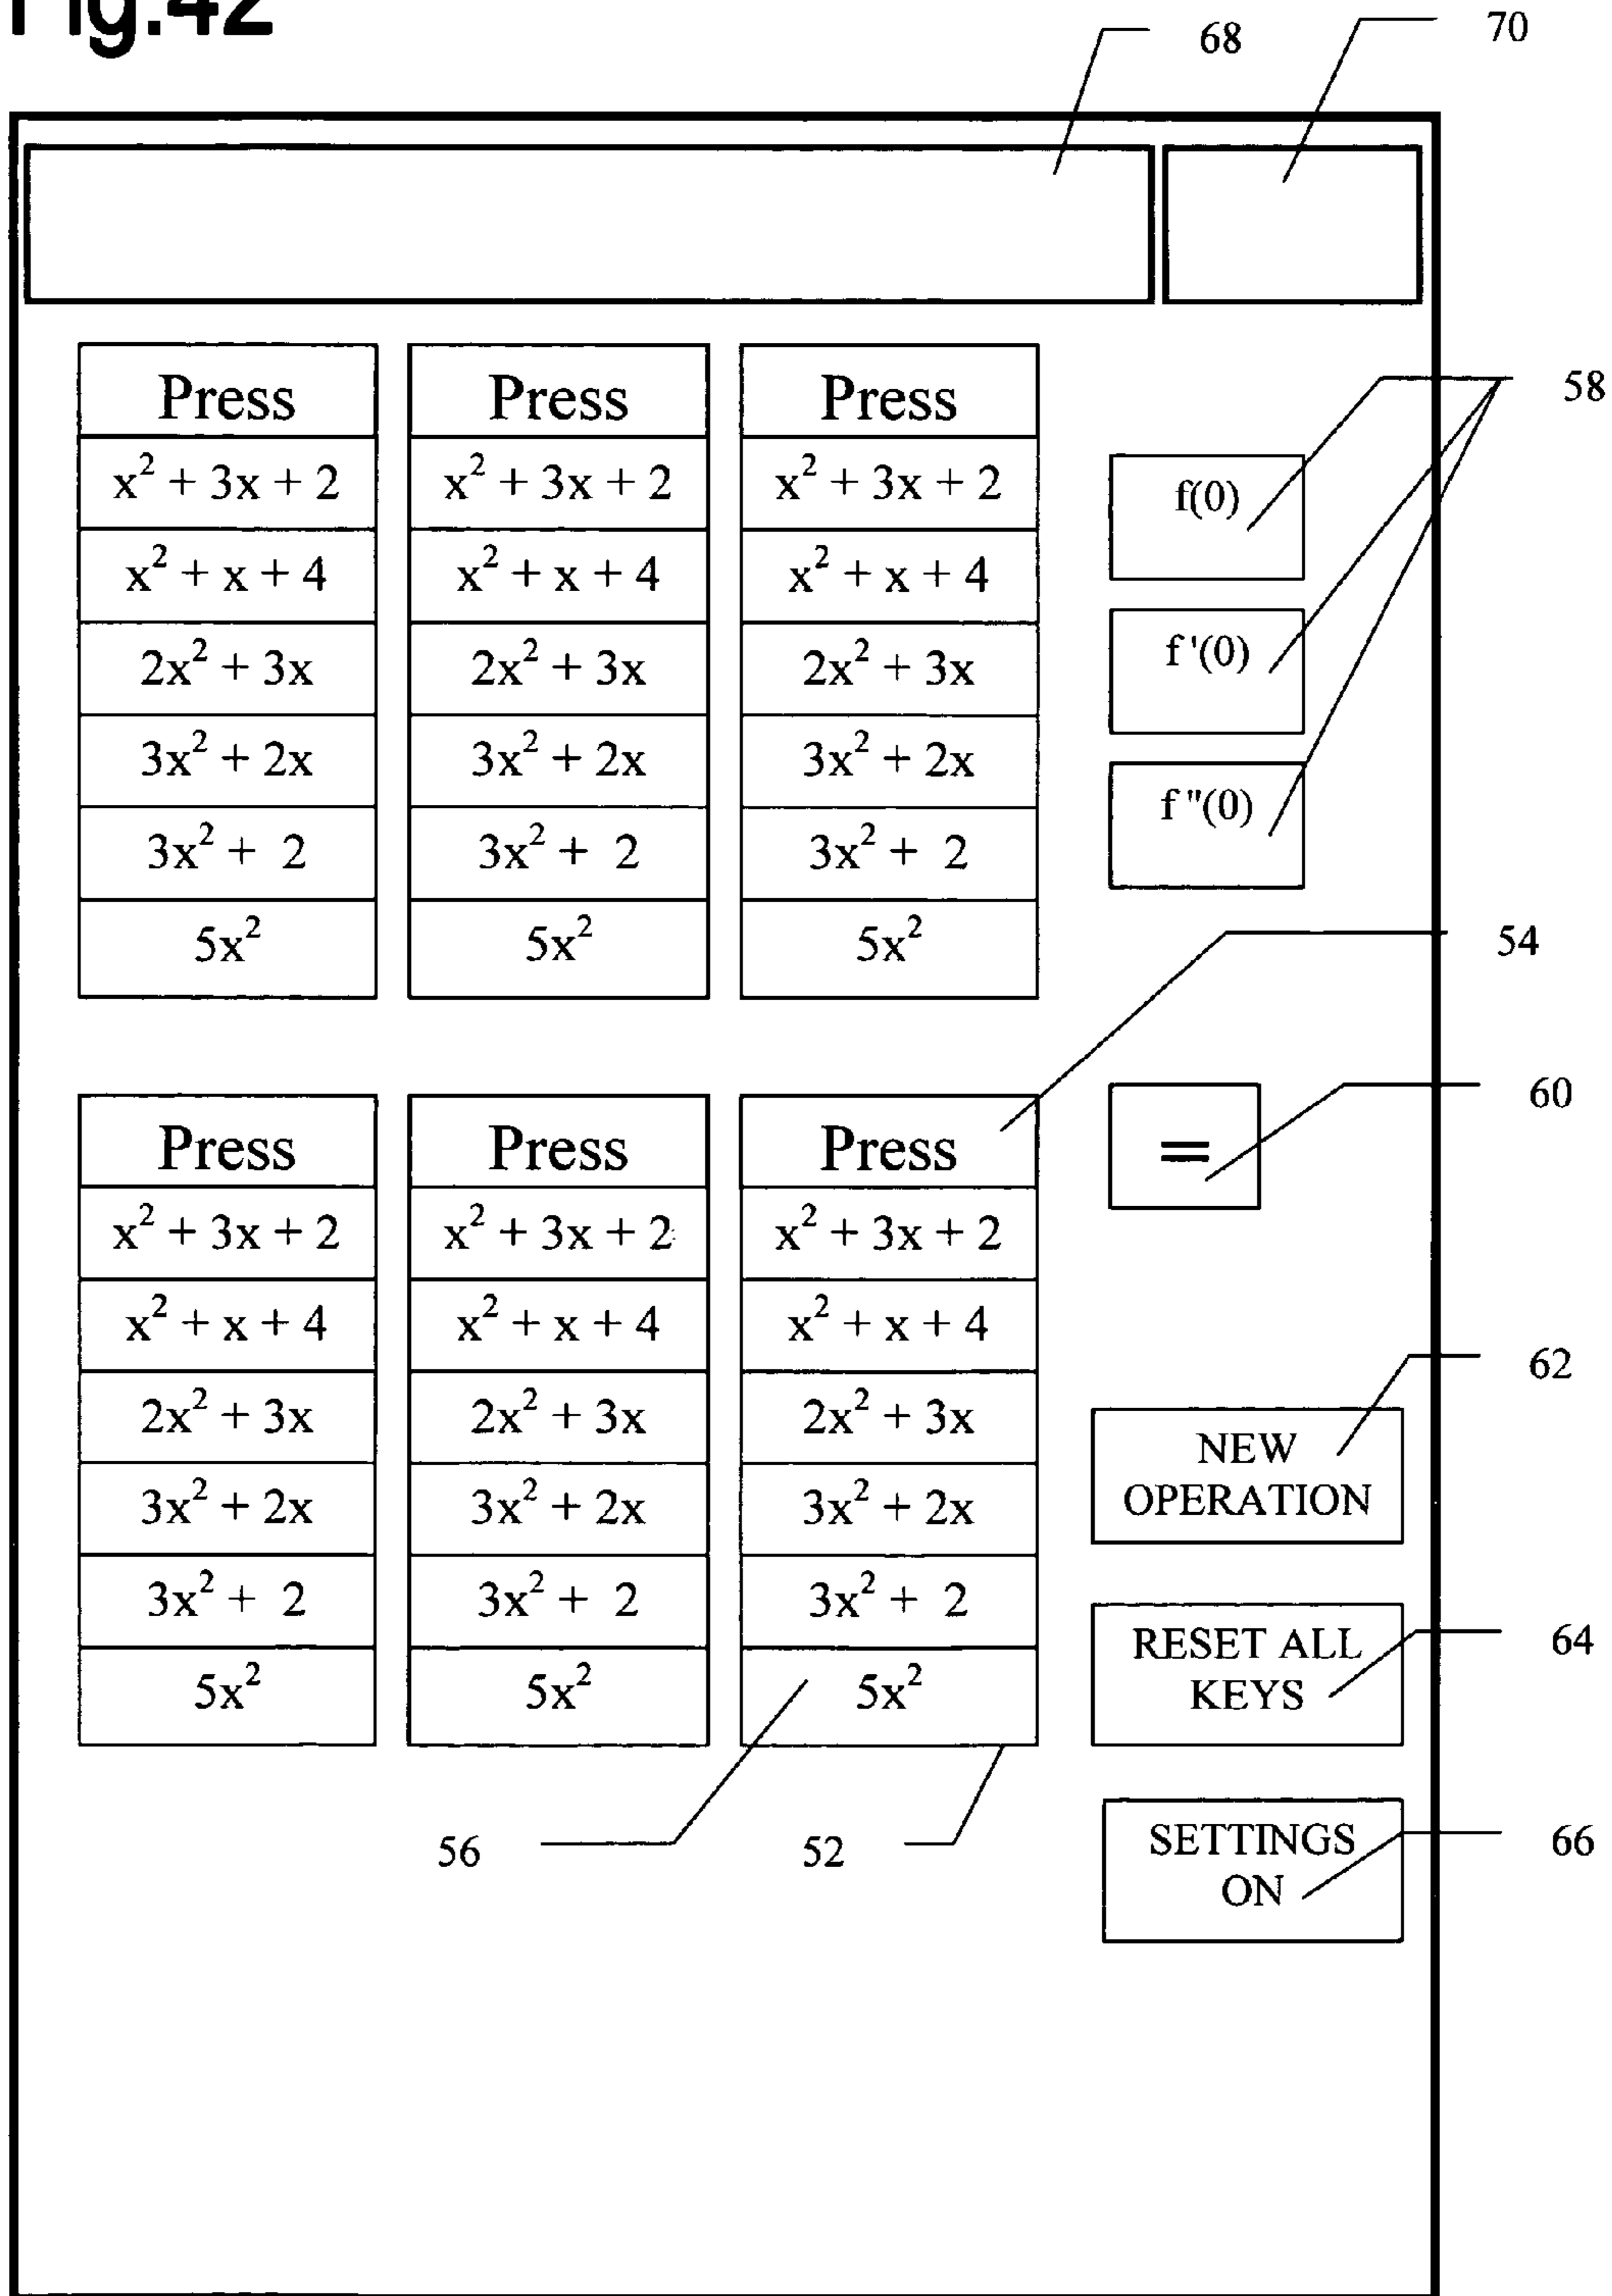 Fig.42
68
70
Press Press Press
x² + 3x + 2 x² + 3x + 2 x² + 3x + 2
x² + x + 4 x² + x + 4 x² + x + 4
2x² + 3x 2x² + 3x 2x² + 3x
3x² + 2x 3x² + 2x 3x² + 2x
3x² + 2 3x² + 2 3x² + 2
5x² 5x² 5x²
58
f(0)
f '(0)
f "(0)
54
Press Press Press
x² + 3x + 2 x² + 3x + 2 x² + 3x + 2
x² + x + 4 x² + x + 4 x² + x + 4
2x² + 3x 2x² + 3x 2x² + 3x
3x² + 2x 3x² + 2x 3x² + 2x
3x² + 2 3x² + 2 3x² + 2
5x² 5x² 5x²
=
60
62
NEW
OPERATION
RESET ALL
KEYS
64
SETTINGS
ON
66
56
52